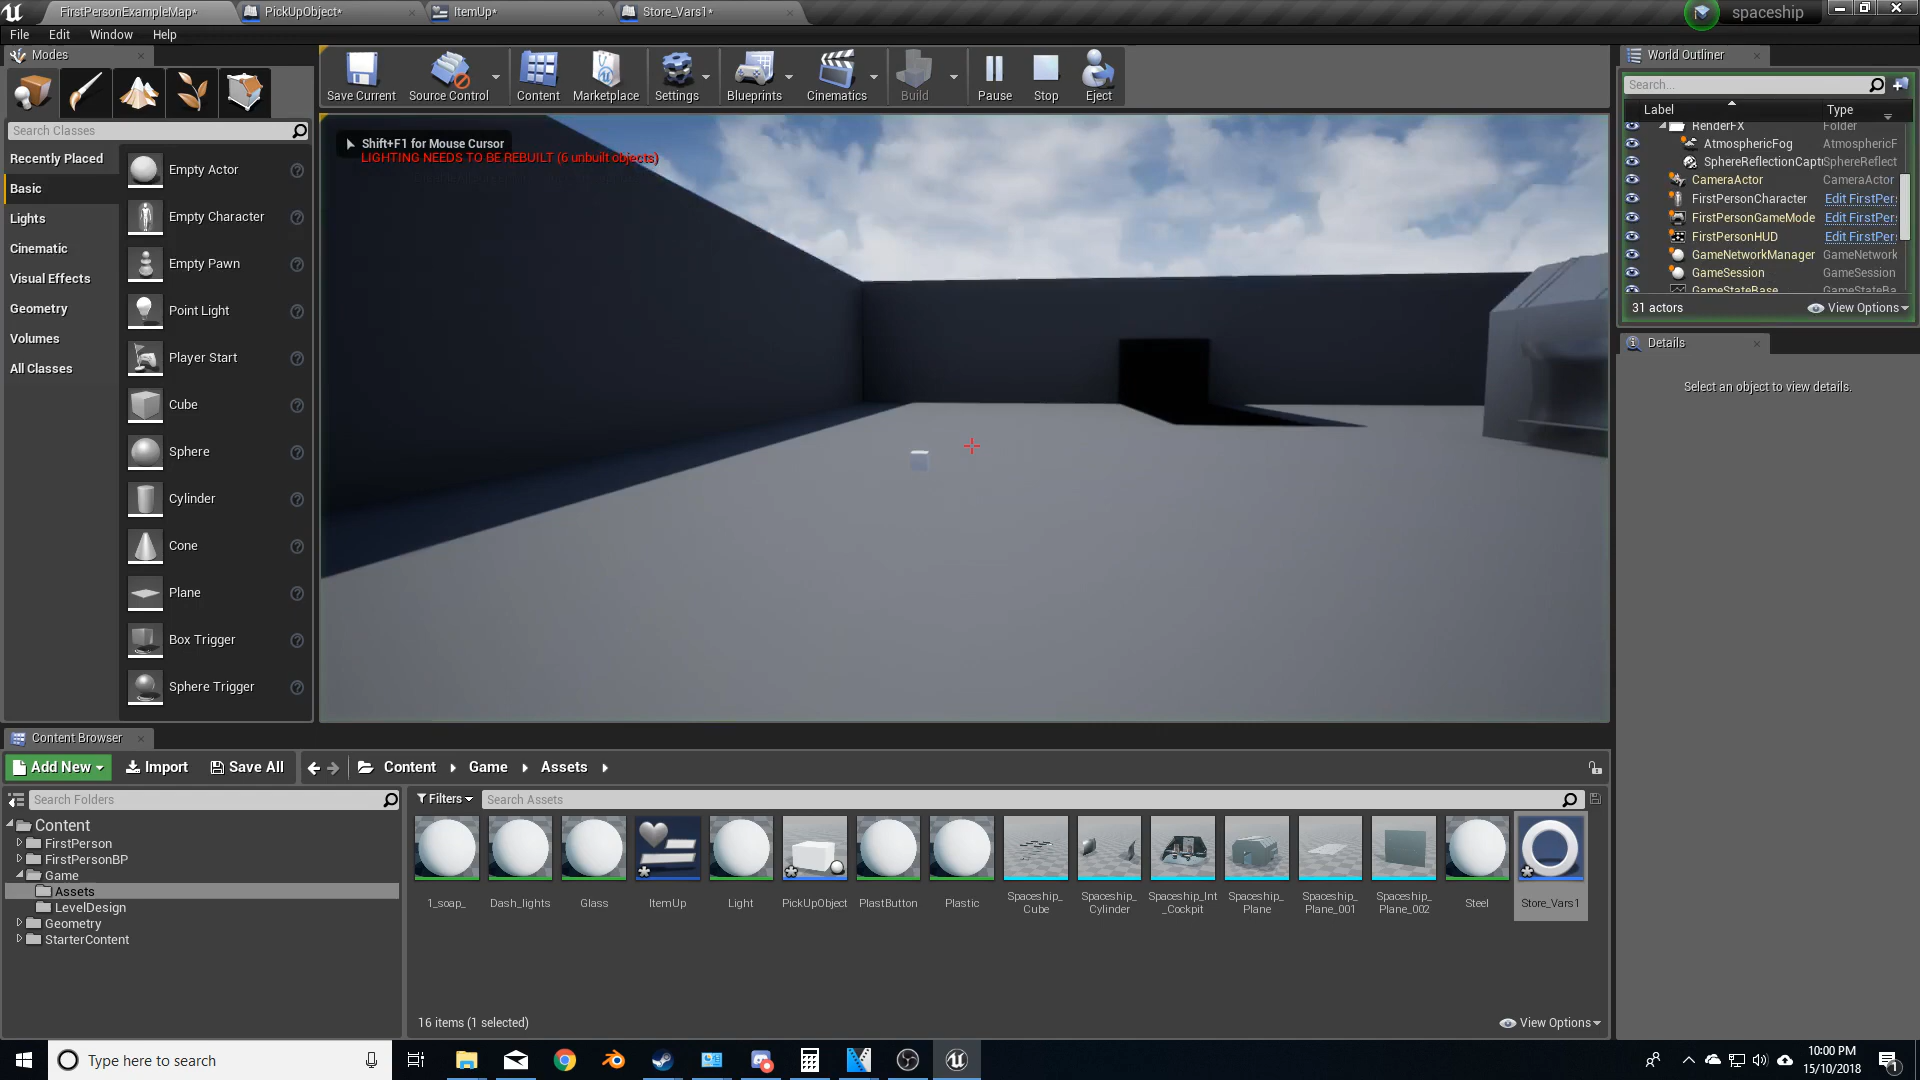 FirstPersonExampleMap*
PickUpObject*
ItemUp*
Store_Vars1*
spaceship
File Edit Window Help
Modes
Save Current
Source Control
Content
Marketplace
Settings
Blueprints
Cinematics
Build
Pause
Stop
Eject
Search Classes
Recently Placed
Basic
Lights
Cinematic
Visual Effects
Geometry
Volumes
All Classes
Empty Actor
Empty Character
Empty Pawn
Point Light
Player Start
Cube
Sphere
Cylinder
Cone
Plane
Box Trigger
Sphere Trigger
Shift+F1 for Mouse Cursor
LIGHTING NEEDS TO BE REBUILT (6 unbuilt objects)
World Outliner
Search...
Label Type
RenderFX Folder
AtmosphericFog AtmosphericF
SphereReflectionCaptu SphereReflect
CameraActor CameraActor
FirstPersonCharacter Edit FirstPer
FirstPersonGameMode Edit FirstPer
FirstPersonHUD Edit FirstPer
GameNetworkManager GameNetwork
GameSession GameSession
GameStateBase GameStateBa
31 actors View Options
Details
Select an object to view details.
Content Browser
Add New Import Save All Content Game Assets
Search Folders
Content
FirstPerson
FirstPersonBP
Game
Assets
LevelDesign
Geometry
StarterContent
Filters Search Assets
1_soap_
Dash_lights
Glass
ItemUp
Light
PickUpObject
PlastButton
Plastic
Spaceship_
Cube
Spaceship_
Cylinder
Spaceship_Int
_Cockpit
Spaceship_
Plane
Spaceship_
Plane_001
Spaceship_
Plane_002
Steel
Store_Vars1
16 items (1 selected) View Options
Type here to search
10:00 PM
15/10/2018
1